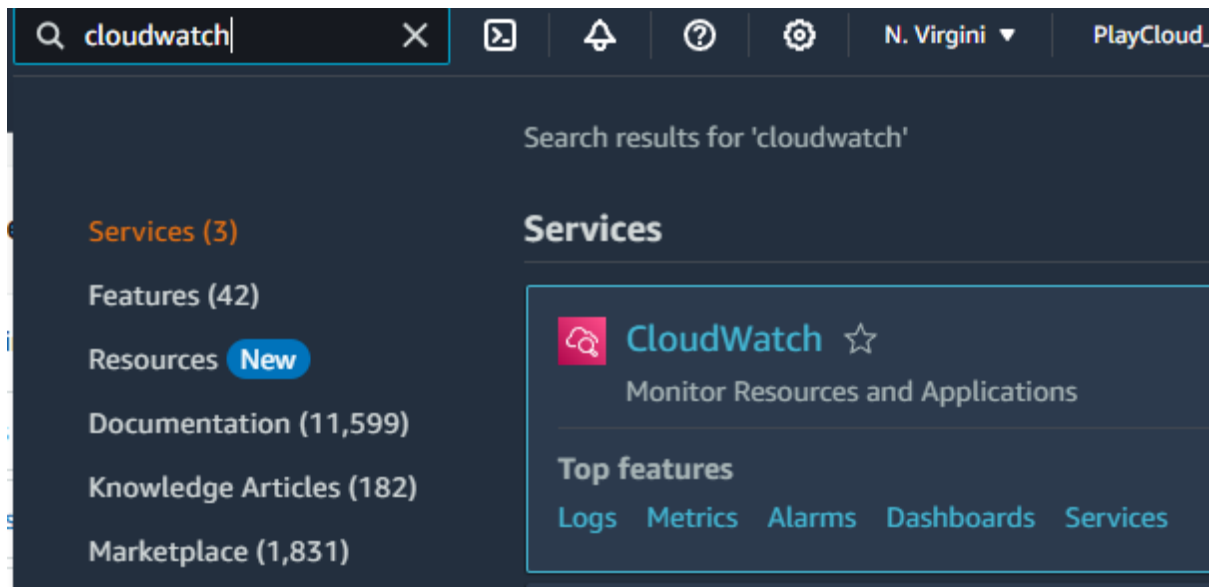 cloudwatch
N. Virgini ▼
PlayCloud_
Search results for 'cloudwatch'
Services (3)
Features (42)
Resources New
Documentation (11,599)
Knowledge Articles (182)
Marketplace (1,831)
Services
CloudWatch
Monitor Resources and Applications
Top features
Logs Metrics Alarms Dashboards Services